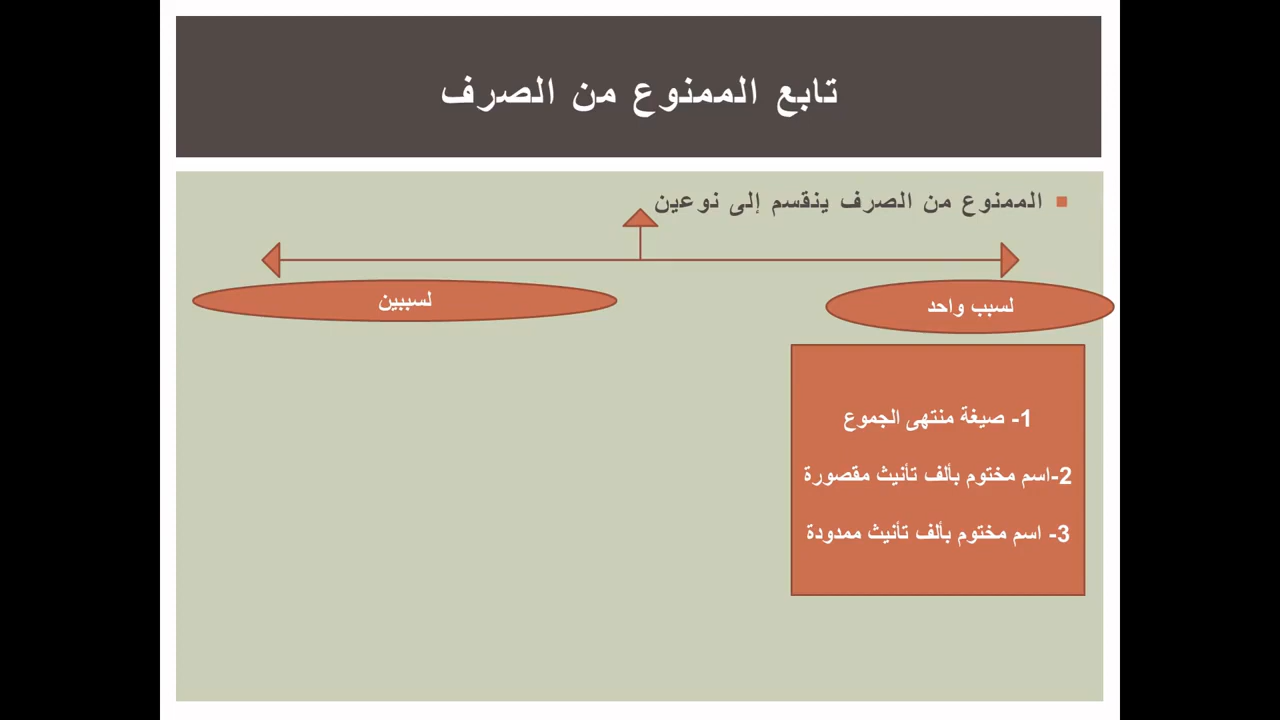 تابع الممنوع من الصرف
الممنوع من الصرف ينقسم إلى نوعين
لسبب واحد
لسببين
1- صيغة منتهى الجموع
2-اسم مختوم بألف تأنيث مقصورة
3- اسم مختوم بألف تأنيث ممدودة